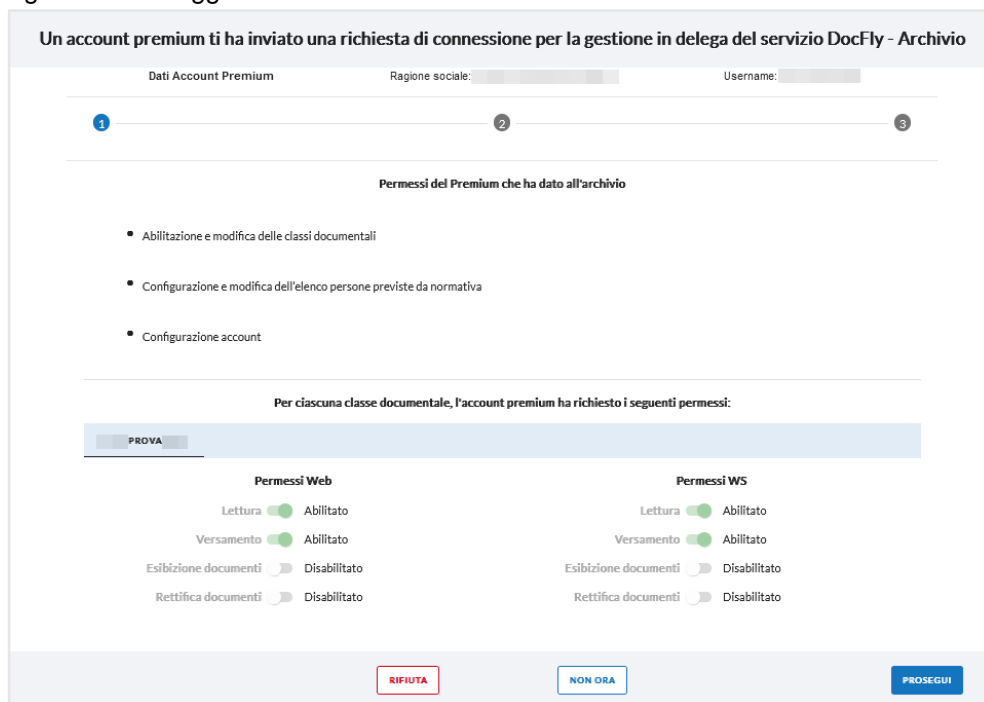 Un account premium ti ha inviato una richiesta di connessione per la gestione in delega del servizio DocFly - Archivio
Dati Account Premium Ragione sociale: Username:
1 2 3
Permessi del Premium che ha dato all'archivio
• Abilitazione e modifica delle classi documentali
• Configurazione e modifica dell'elenco persone previste da normativa
• Configurazione account
Per ciascuna classe documentale, l'account premium ha richiesto i seguenti permessi:
PROVA
Permessi Web Permessi WS
Lettura Abilitato Lettura Abilitato
Versamento Abilitato Versamento Abilitato
Esibizione documenti Disabilitato Esibizione documenti Disabilitato
Rettifica documenti Disabilitato Rettifica documenti Disabilitato
RIFIUTA NON ORA PROSEGUI